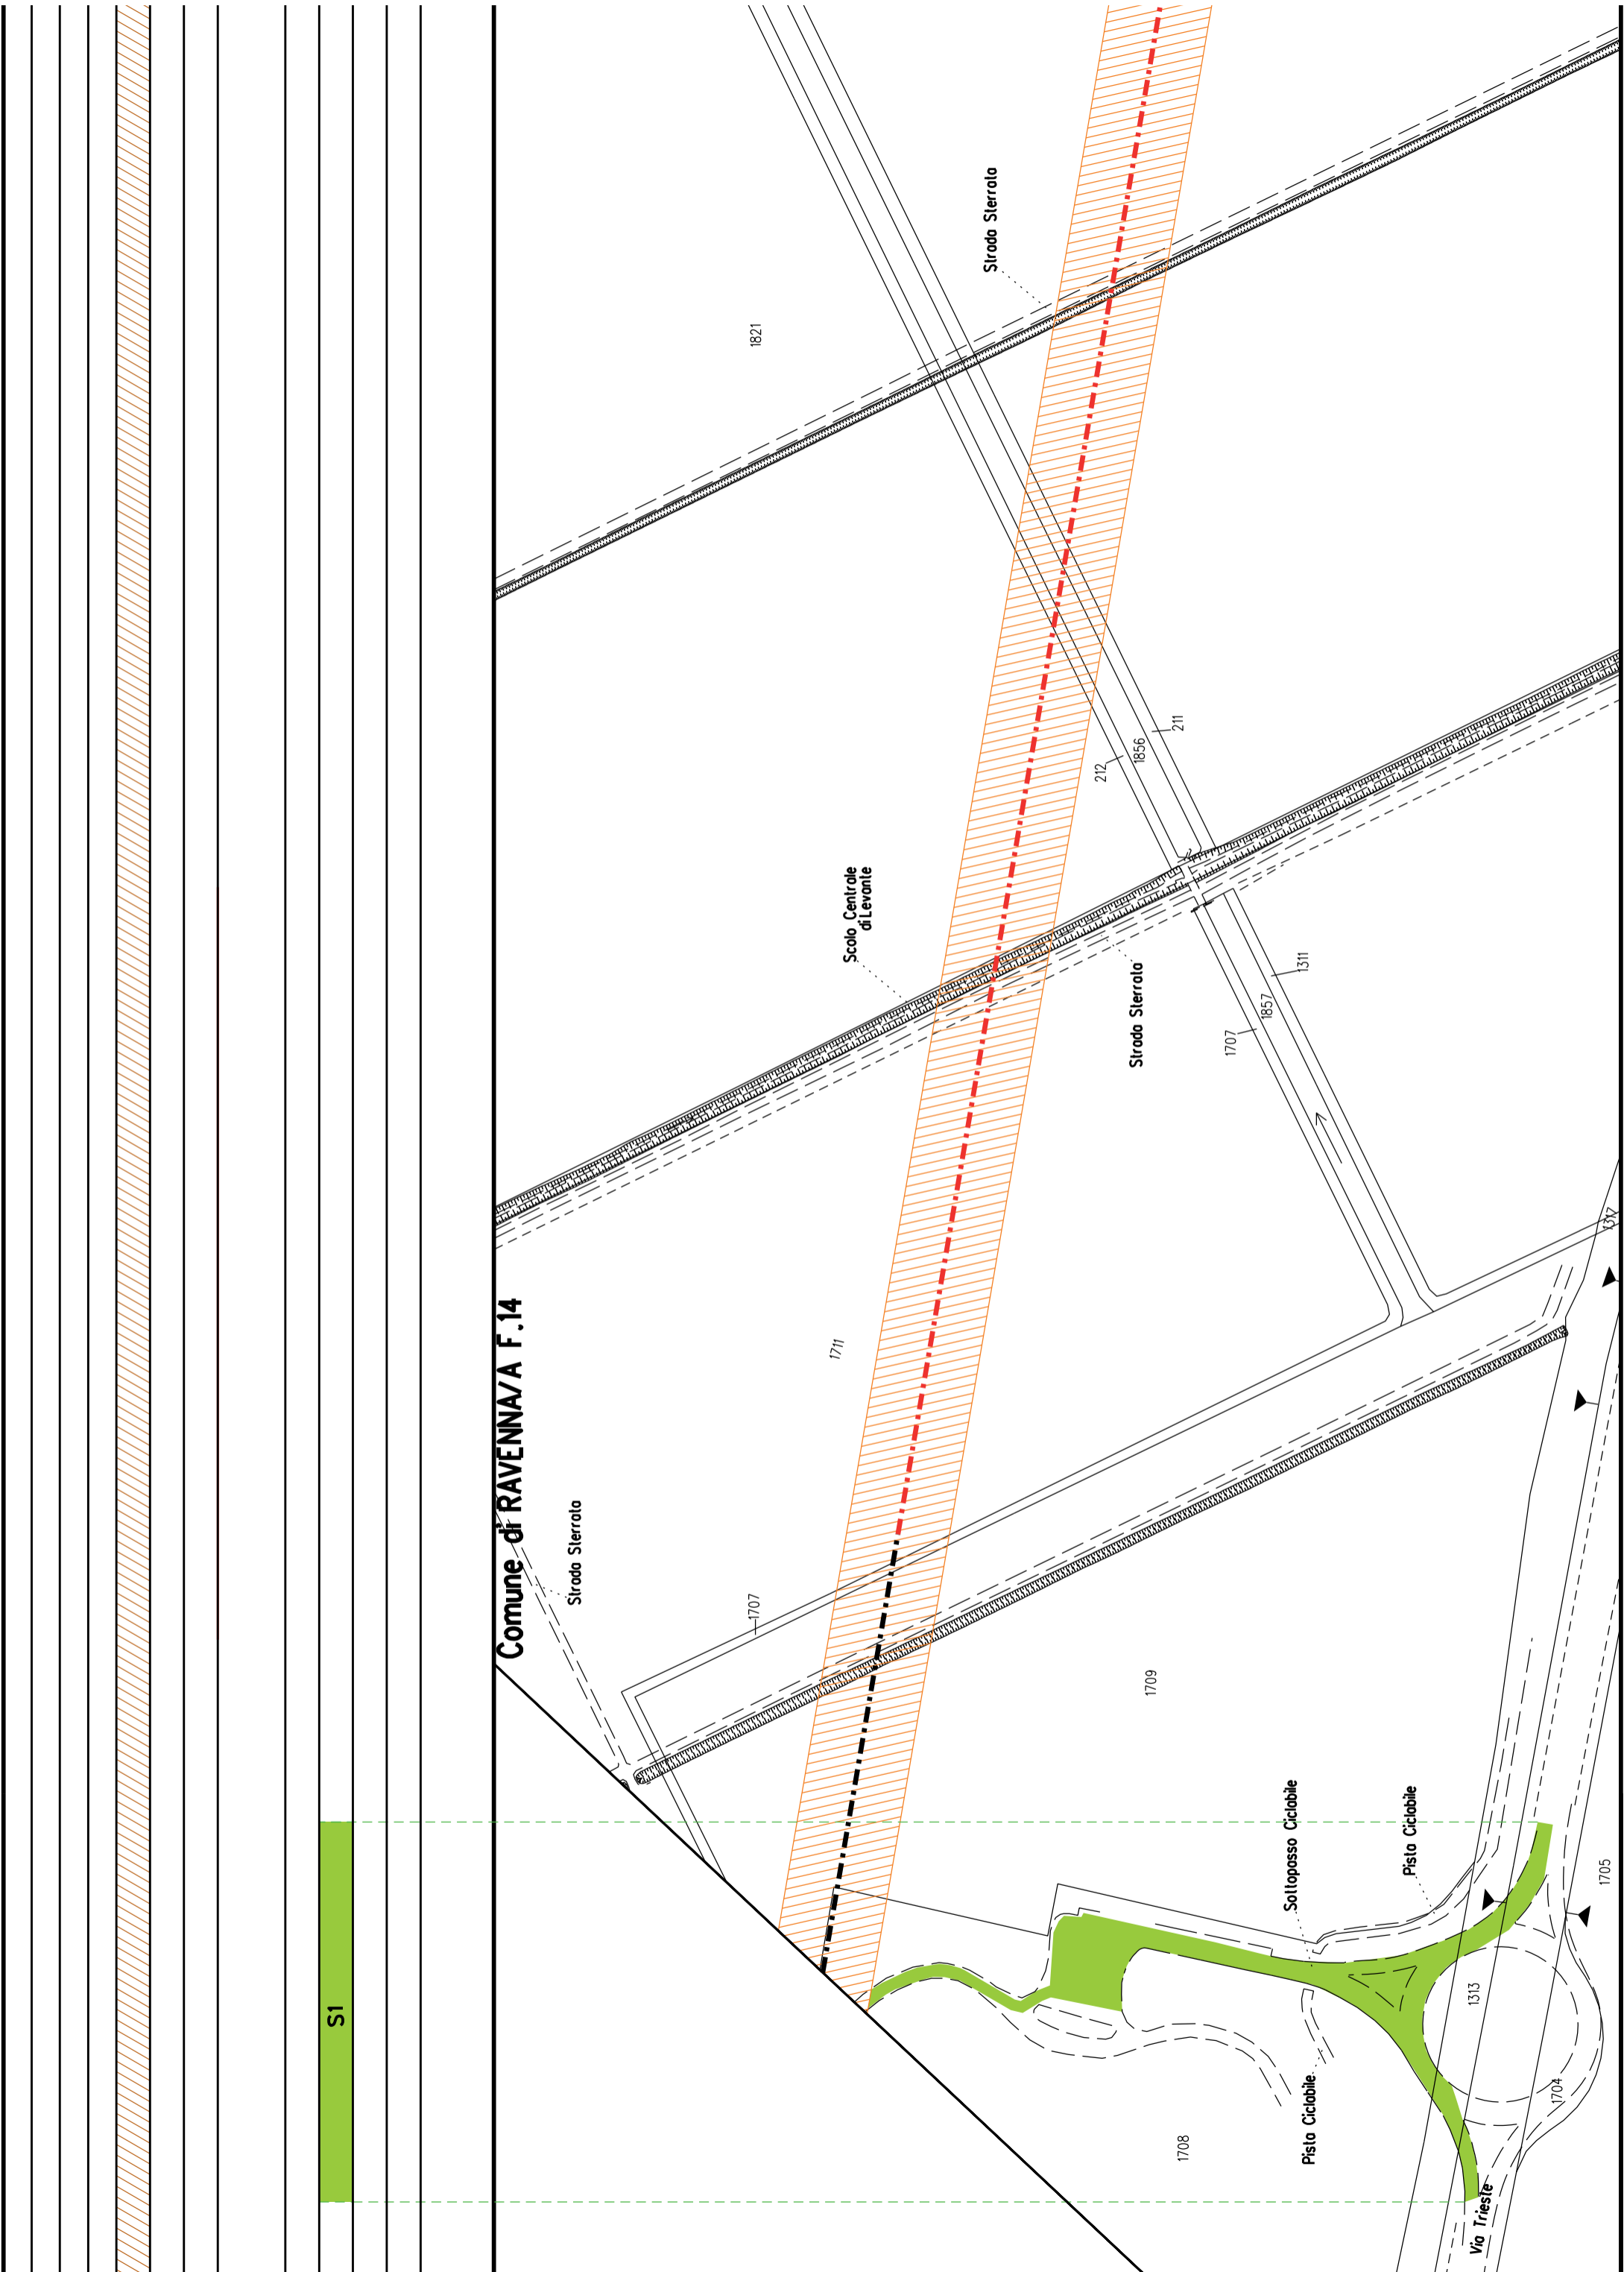 Comune di RAVENNA/A F.14
S1
Strada Sterrata
1821
211
1856
212
Scolo Centrale
di Levante
Strada Sterrata
1311
1857
1707
1317
1711
Strada Sterrata
1707
1709
Sottopasso Ciclabile
Pista Ciclabile
1705
1313
1704
Pista Ciclabile
1708
Via Trieste